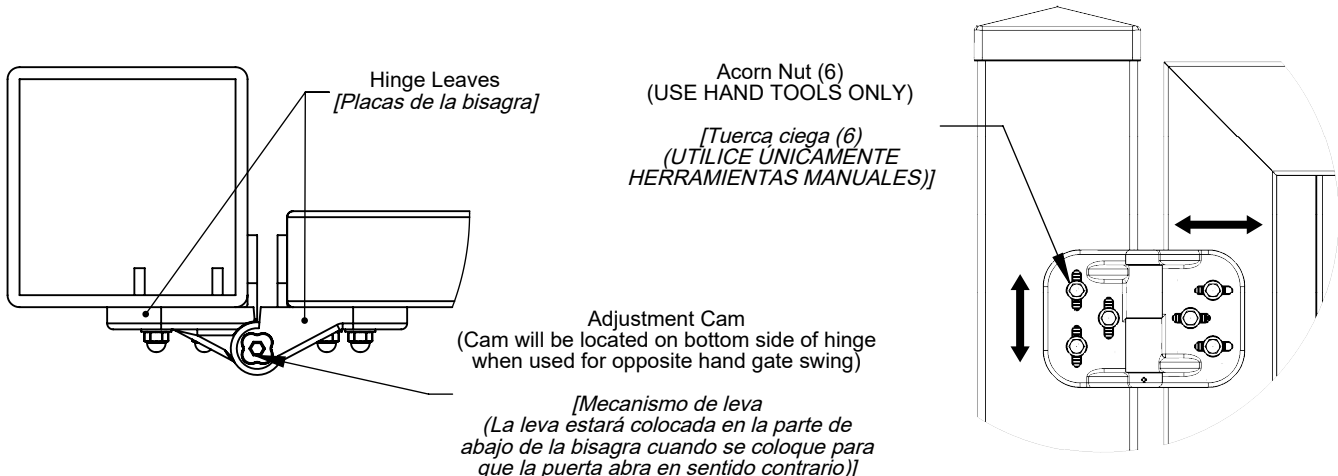 Hinge Leaves
[Placas de la bisagra]
Acorn Nut (6)
(USE HAND TOOLS ONLY)
[Tuerca ciega (6)
(UTILICE ÚNICAMENTE
HERRAMIENTAS MANUALES)]
Adjustment Cam
(Cam will be located on bottom side of hinge
when used for opposite hand gate swing)
[Mecanismo de leva
(La leva estará colocada en la parte de
abajo de la bisagra cuando se coloque para
que la puerta abra en sentido contrario)]